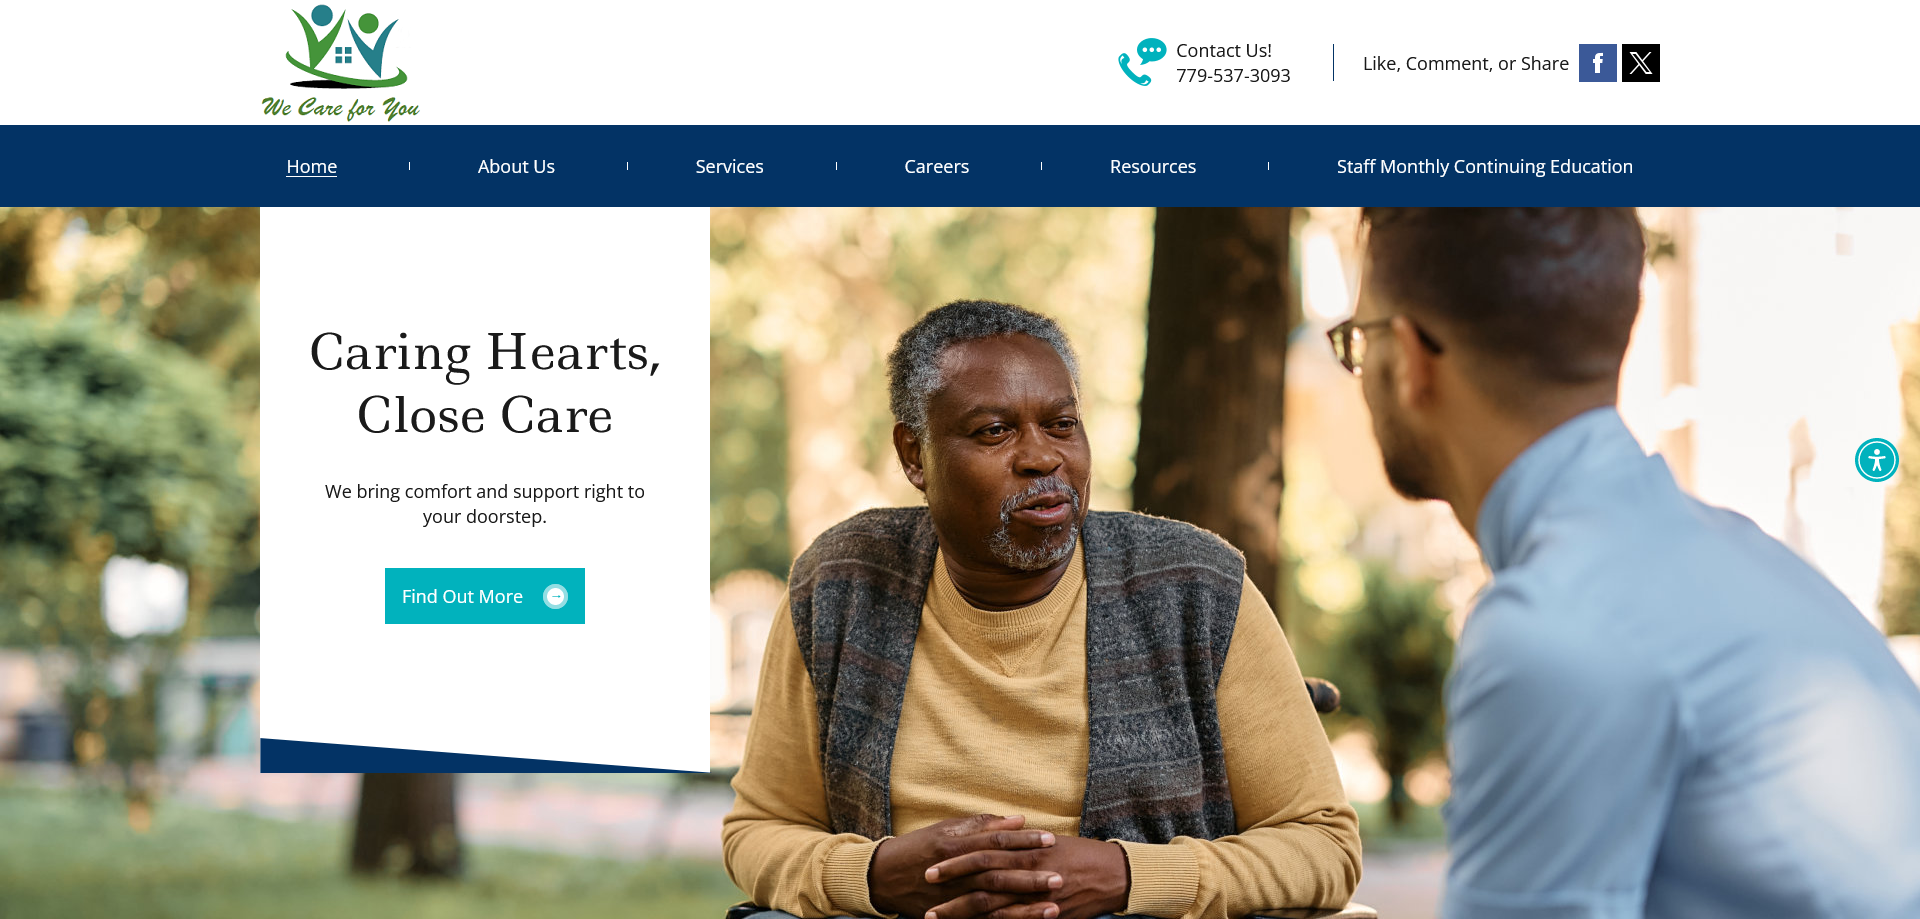 We Care for You
Contact Us!
779-537-3093
Like, Comment, or Share
Home
About Us
Services
Careers
Resources
Staff Monthly Continuing Education
Caring Hearts,
Close Care
We bring comfort and support right to
your doorstep.
Find Out More